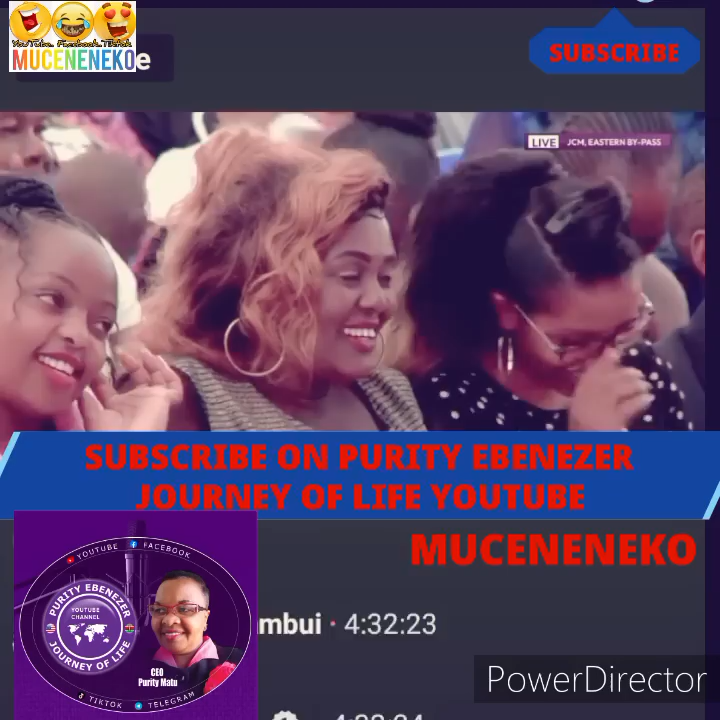 YouTube. Facebook. Tiktok
MUCENENEKO
e
SUBSCRIBE
LIVE JCM, EASTERN BY-PASS
SUBSCRIBE ON PURITY EBENEZER
JOURNEY OF LIFE YOUTUBE
MUCENENEKO
YOUTUBE FACEBOOK
PURITY EBENEZER
YOUTUBE
CHANNEL
JOURNEY OF LIFE
CEO
Purity Matu
TIKTOK TELEGRAM
mbui · 4:32:23
PowerDirector